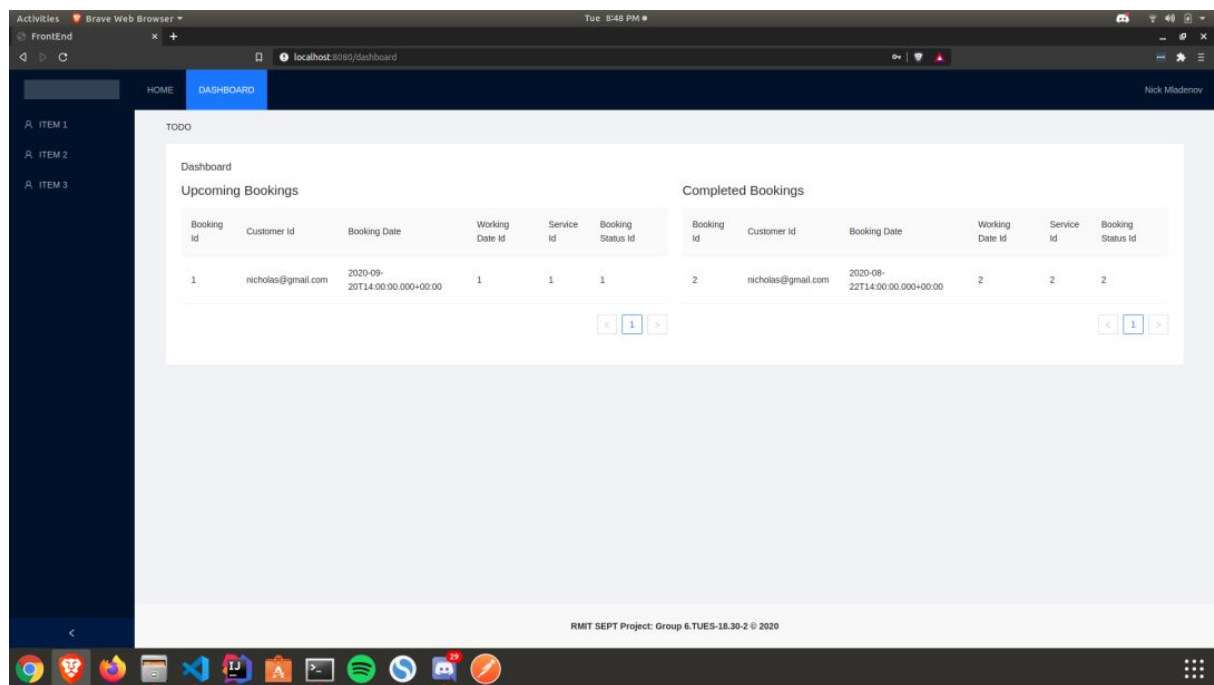 Activities Brave Web Browser Tue 8:48 PM
FrontEnd
localhost:8080/dashboard
HOME DASHBOARD Nick Mladenov
ITEM 1
ITEM 2
ITEM 3
TODO
Dashboard
Upcoming Bookings
Booking Id Customer Id Booking Date Working Date Id Service Id Booking Status Id
1 nicholas@gmail.com 2020-09-20T14:00:00.000+00:00 1 1 1
< 1 >
Completed Bookings
Booking Id Customer Id Booking Date Working Date Id Service Id Booking Status Id
2 nicholas@gmail.com 2020-08-22T14:00:00.000+00:00 2 2 2
< 1 >
RMIT SEPT Project: Group 6.TUES-18.30-2 © 2020
29